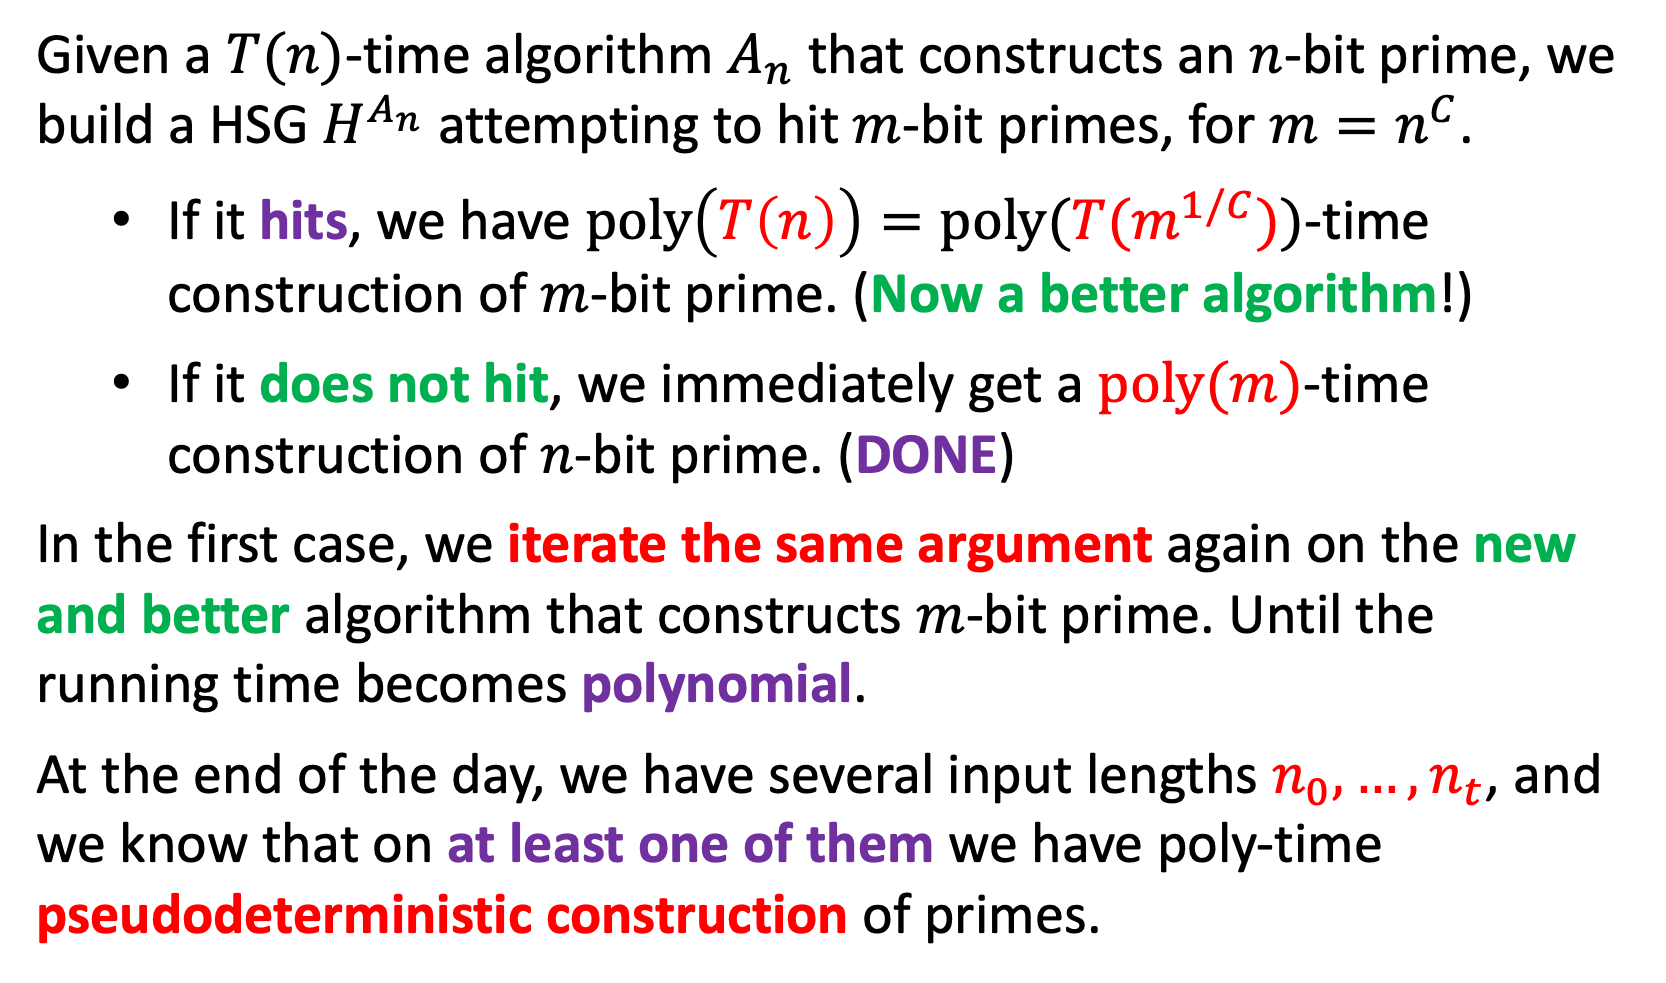 Given a T(n)-time algorithm Aₙ that constructs an n-bit prime, we
build a HSG H^{Aₙ} attempting to hit m-bit primes, for m = n^C.
• If it hits, we have poly(T(n)) = poly(T(m^{1/C}))-time
construction of m-bit prime. (Now a better algorithm!)
• If it does not hit, we immediately get a poly(m)-time
construction of n-bit prime. (DONE)
In the first case, we iterate the same argument again on the new
and better algorithm that constructs m-bit prime. Until the
running time becomes polynomial.
At the end of the day, we have several input lengths n₀, … , nₜ, and
we know that on at least one of them we have poly-time
pseudodeterministic construction of primes.